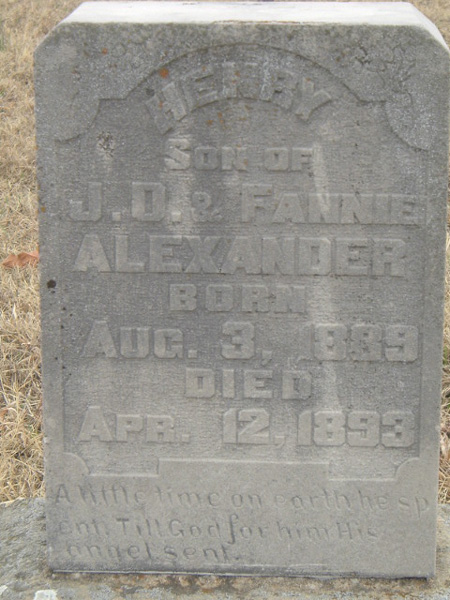 HENRY
SON OF
J.D. & FANNIE
ALEXANDER
BORN
AUG. 3, 1889
DIED
APR. 12, 1893
A little time on earth he sp
ent, Till God for him His
angel sent.